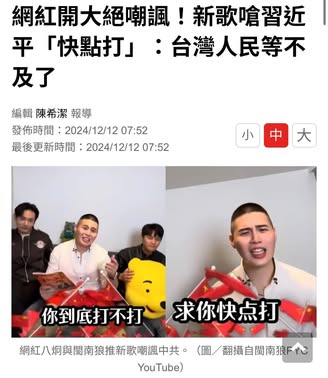 網紅開大絕嘲諷！新歌嗆習近
平「快點打」：台灣人民等不
及了
編輯 陳希潔 報導
發佈時間：2024/12/12 07:52
最後更新時間：2024/12/12 07:52
小 中 大
你到底打不打
求你快点打
網紅八炯與閩南狼推新歌嘲諷中共。（圖／翻攝自閩南狼PYC
YouTube）